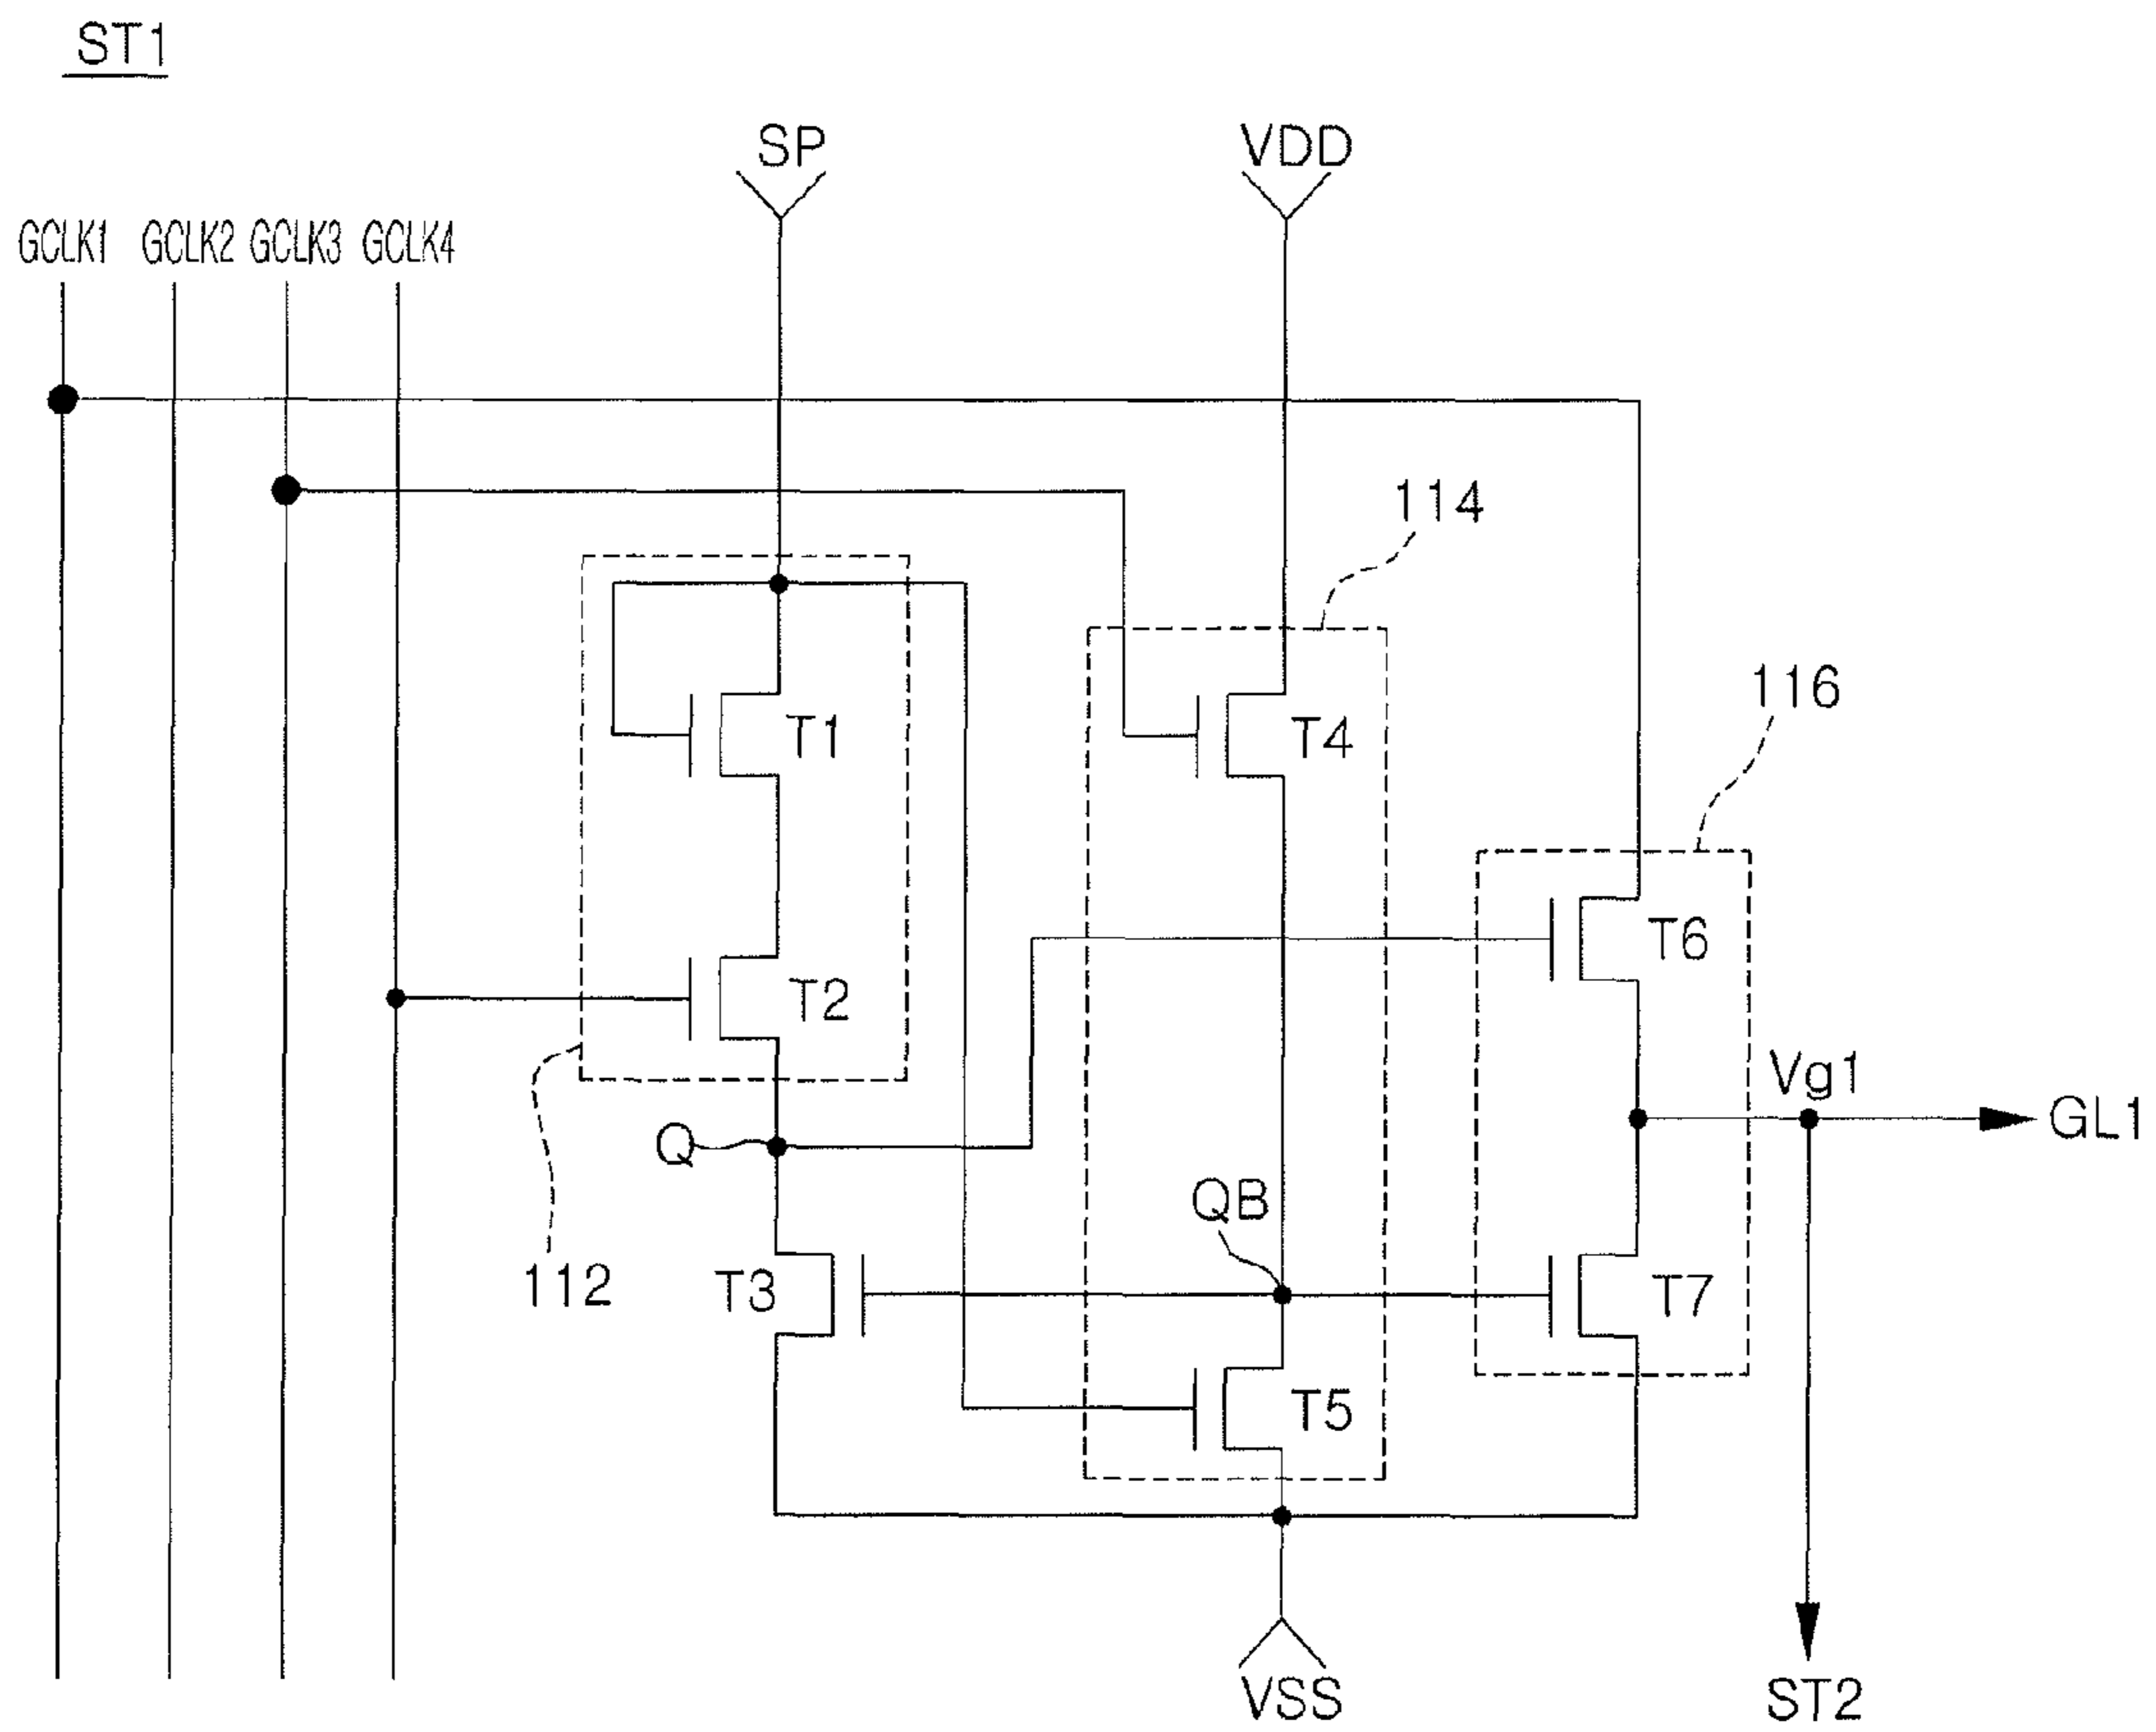 ST1
SP
VDD
GCLK1 GCLK2 GCLK3 GCLK4
114
116
T1
T4
T6
T2
Vg1
GL1
Q
QB
112
T3
T7
T5
VSS
ST2